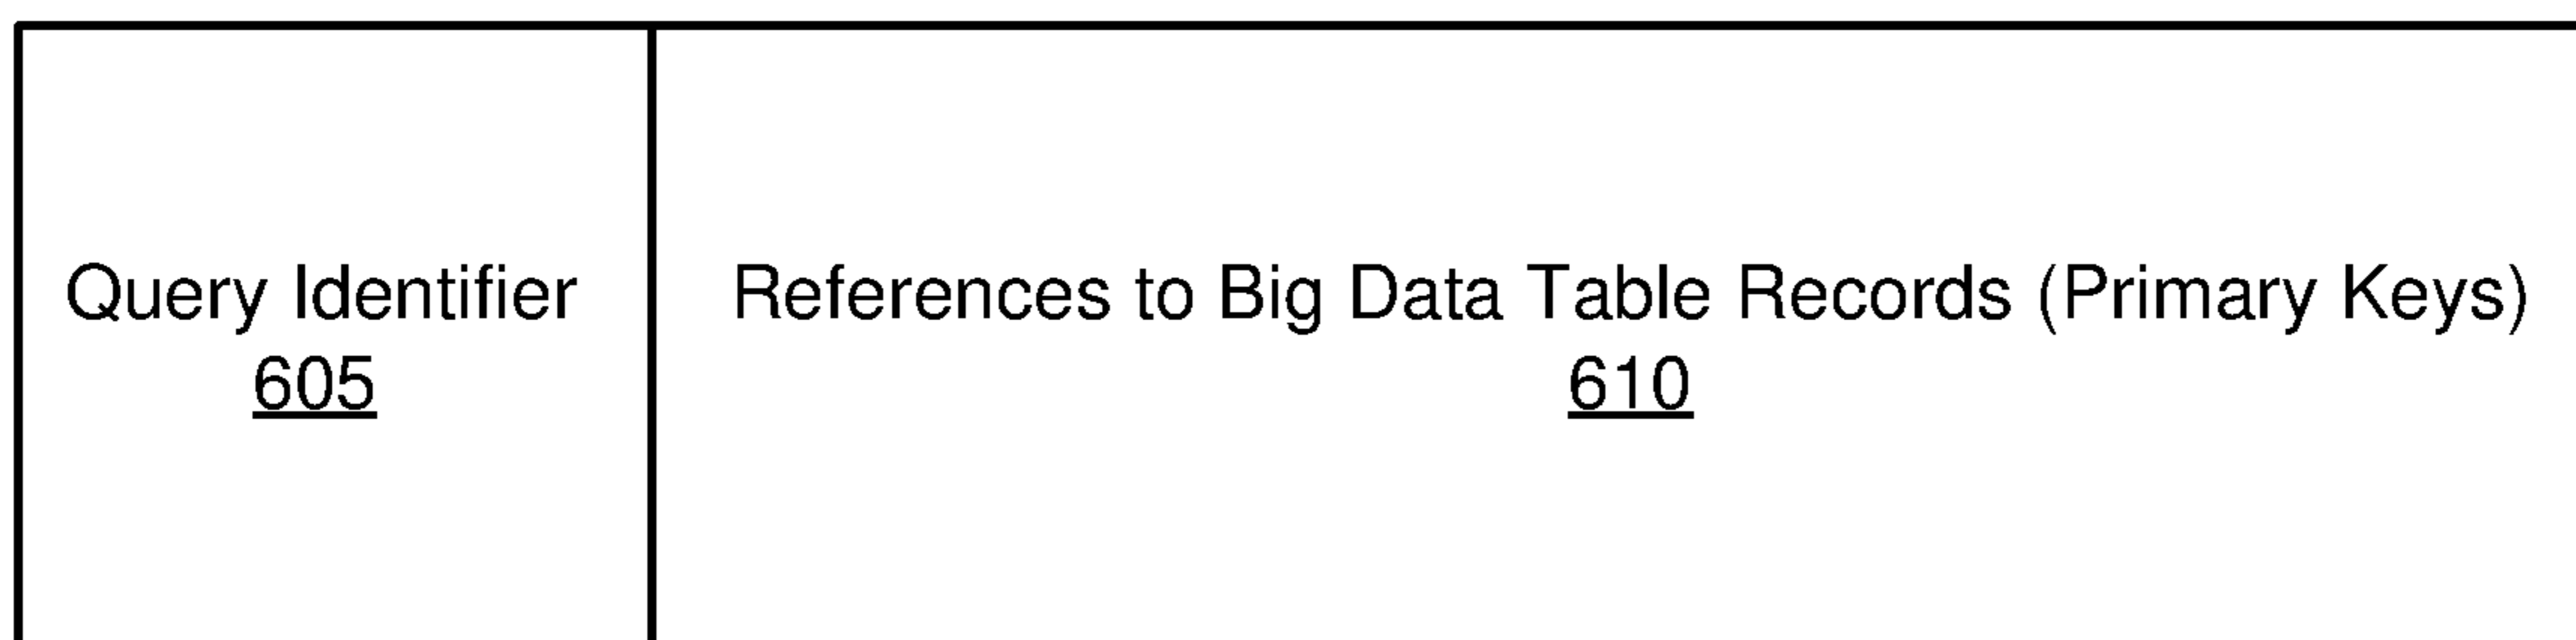 Query Identifier
605
References to Big Data Table Records (Primary Keys)
610